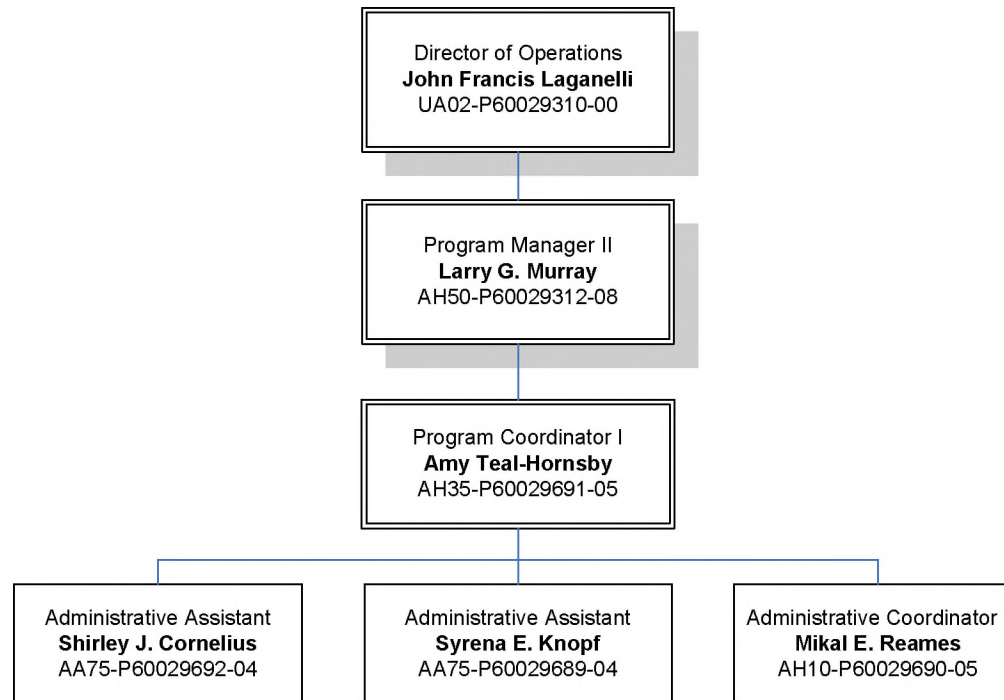 Director of Operations
John Francis Laganelli
UA02-P60029310-00
Program Manager II
Larry G. Murray
AH50-P60029312-08
Program Coordinator I
Amy Teal-Hornsby
AH35-P60029691-05
Administrative Assistant
Shirley J. Cornelius
AA75-P60029692-04
Administrative Assistant
Syrena E. Knopf
AA75-P60029689-04
Administrative Coordinator
Mikal E. Reames
AH10-P60029690-05